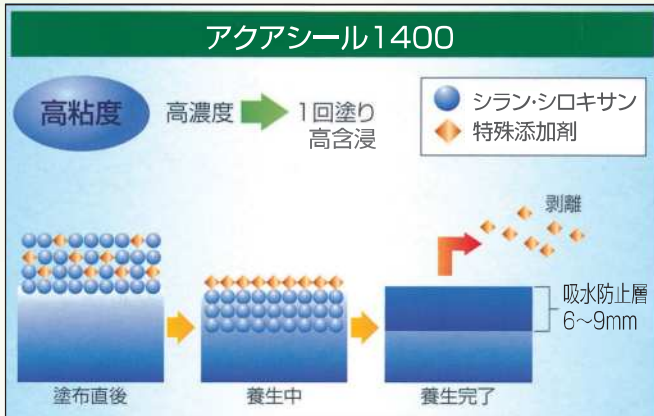 アクアシール1400
高粘度
高濃度
1回塗り
高含浸
シラン・シロキサン
特殊添加剤
剥離
吸水防止層
6〜9mm
塗布直後
養生中
養生完了